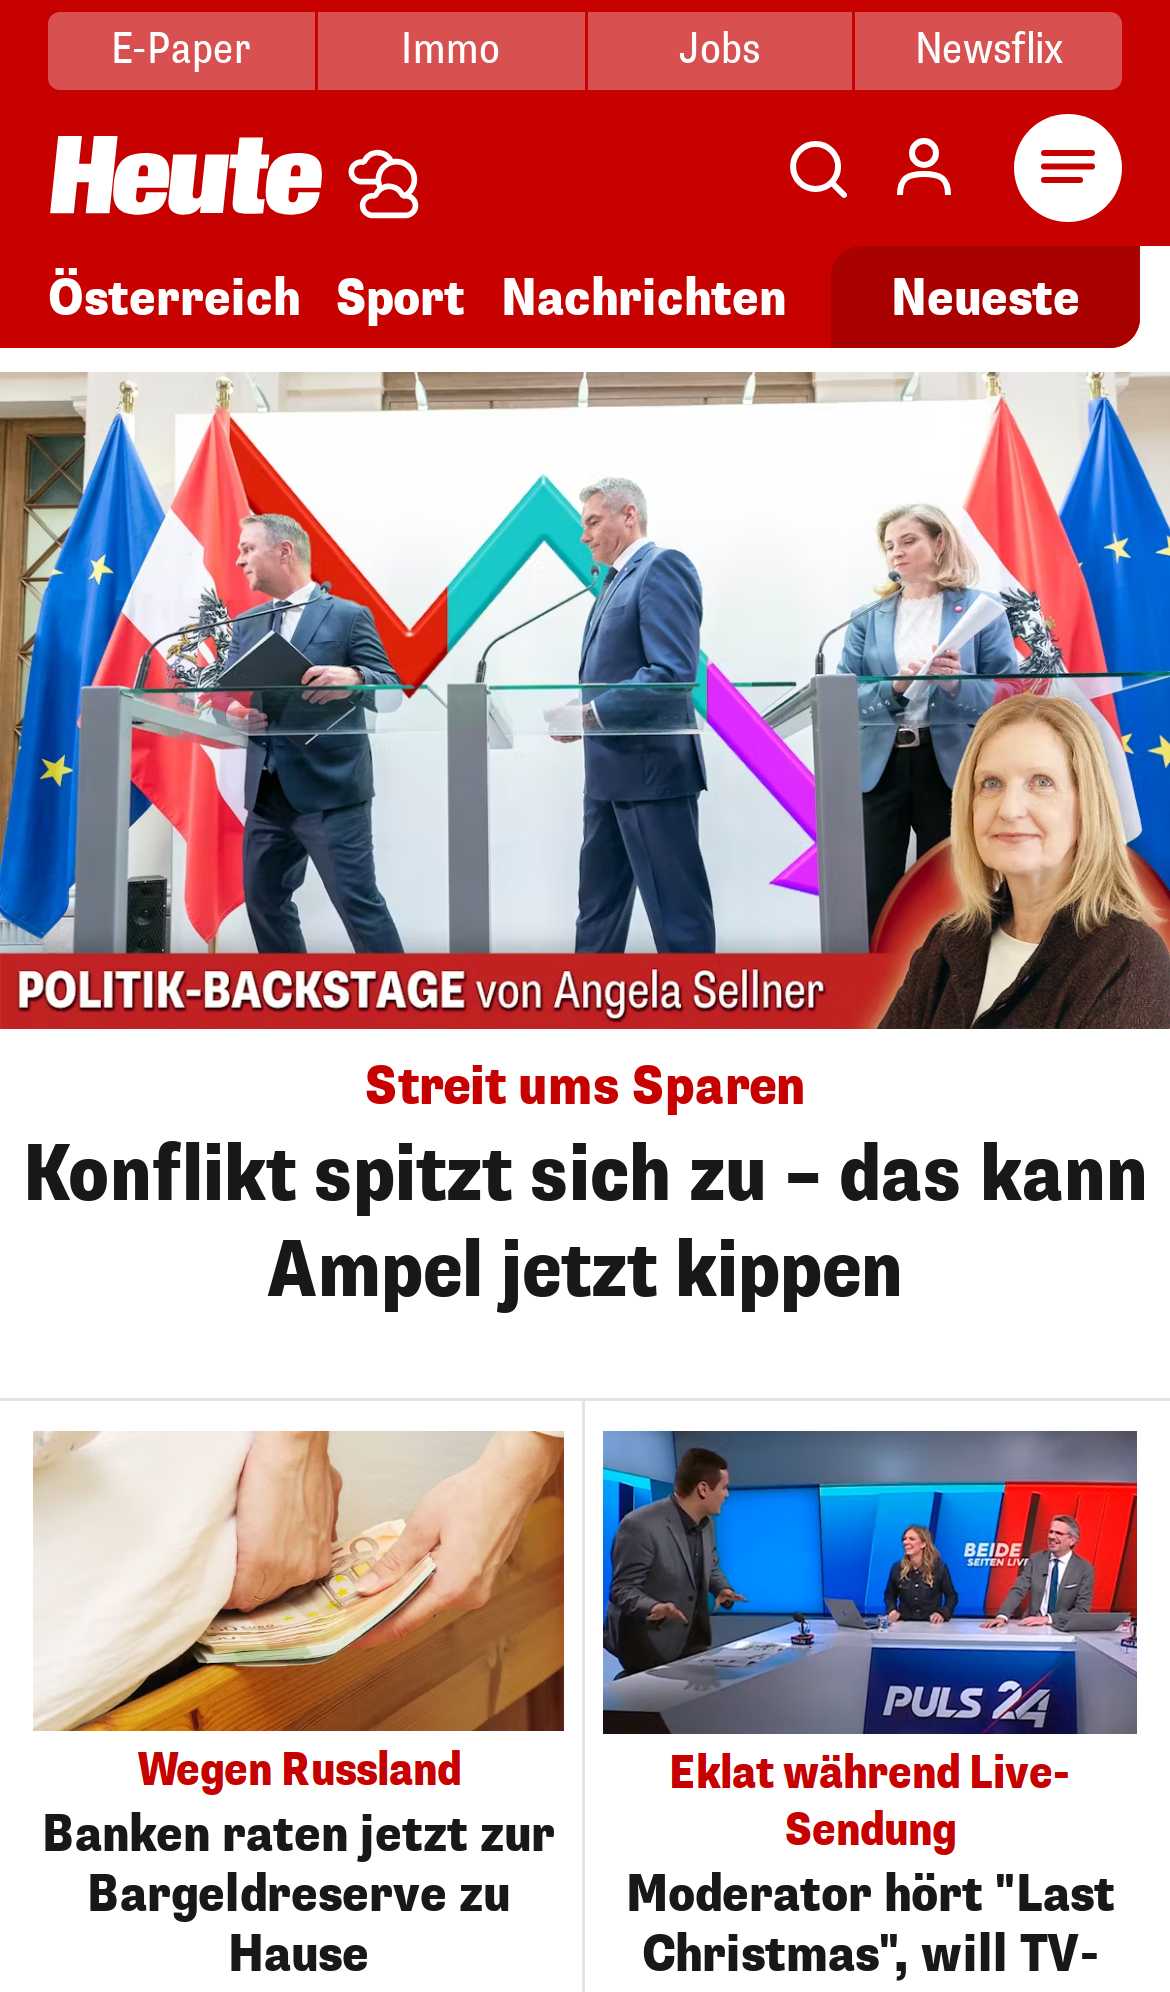 E-Paper
Immo
Jobs
Newsflix
Heute
Österreich
Sport
Nachrichten
Neueste
POLITIK-BACKSTAGE von Angela Sellner
Streit ums Sparen
Konflikt spitzt sich zu – das kann
Ampel jetzt kippen
Wegen Russland
Banken raten jetzt zur
Bargeldreserve zu
Hause
BEIDE
SEITEN LIVE
PULS 24
Eklat während Live-
Sendung
Moderator hört "Last
Christmas", will TV-